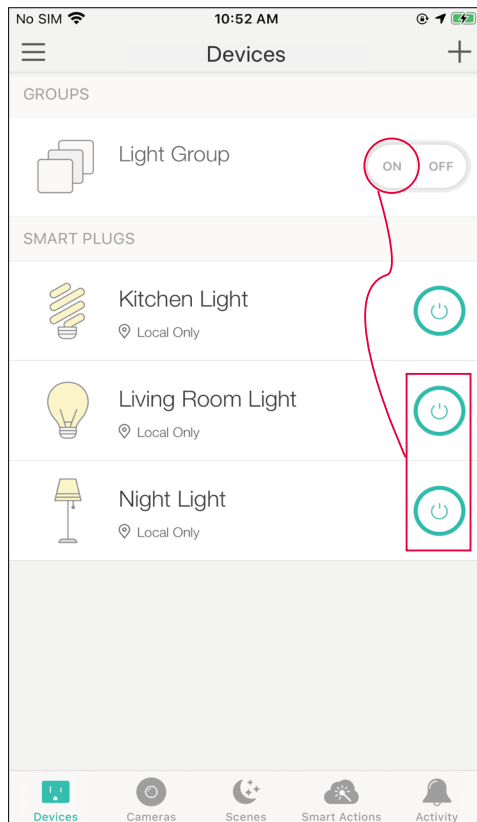 No SIM 10:52 AM
Devices
GROUPS
Light Group
ON OFF
SMART PLUGS
Kitchen Light
Local Only
Living Room Light
Local Only
Night Light
Local Only
Devices Cameras Scenes Smart Actions Activity